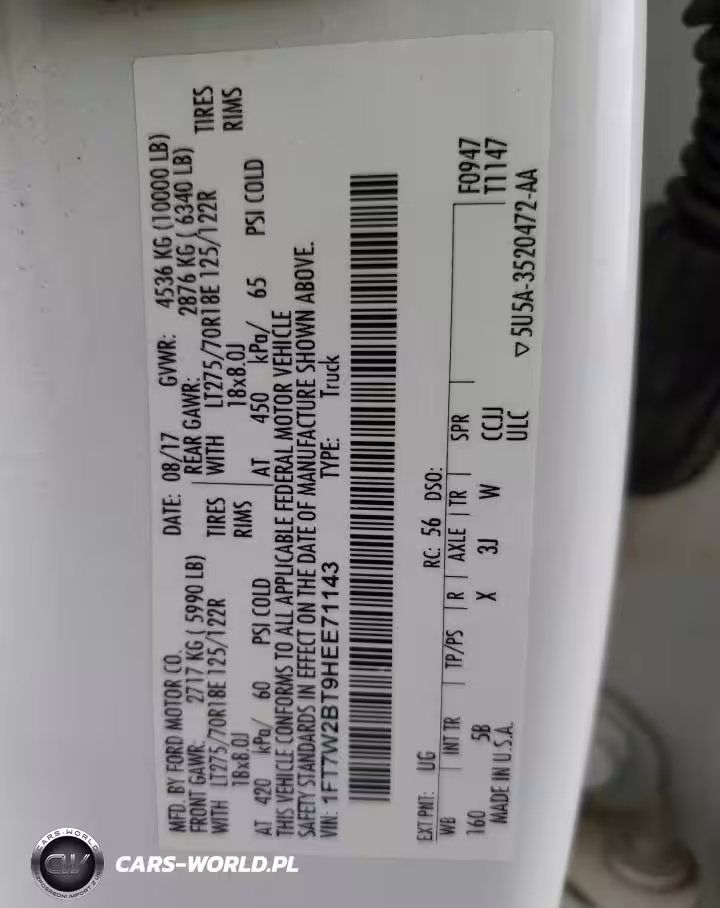 MFD. BY FORD MOTOR CO.
DATE: 08/17 GVWR: 4536 KG (10000 LB)
FRONT GAWR: 2717 KG ( 5990 LB)
REAR GAWR: 2876 KG ( 6340 LB)
WITH LT275/70R18E 125/122R TIRES
WITH LT275/70R18E 125/122R TIRES
18x8.0J RIMS
18x8.0J RIMS
AT 420 kPa/ 60 PSI COLD
AT 450 kPa/ 65 PSI COLD
THIS VEHICLE CONFORMS TO ALL APPLICABLE FEDERAL MOTOR VEHICLE
SAFETY STANDARDS IN EFFECT ON THE DATE OF MANUFACTURE SHOWN ABOVE.
VIN: 1FT7W2BT9HEE71143 TYPE: Truck
EXT PNT: UG RC: 56 DSO:
WB INT TR TP/PS R AXLE TR SPR F0947
160 5B X 3J W CCJJ T1147
ULC
MADE IN U.S.A. ▽5U5A-3520472-AA
CARS-WORLD
CW
CARS-WORLD.PL